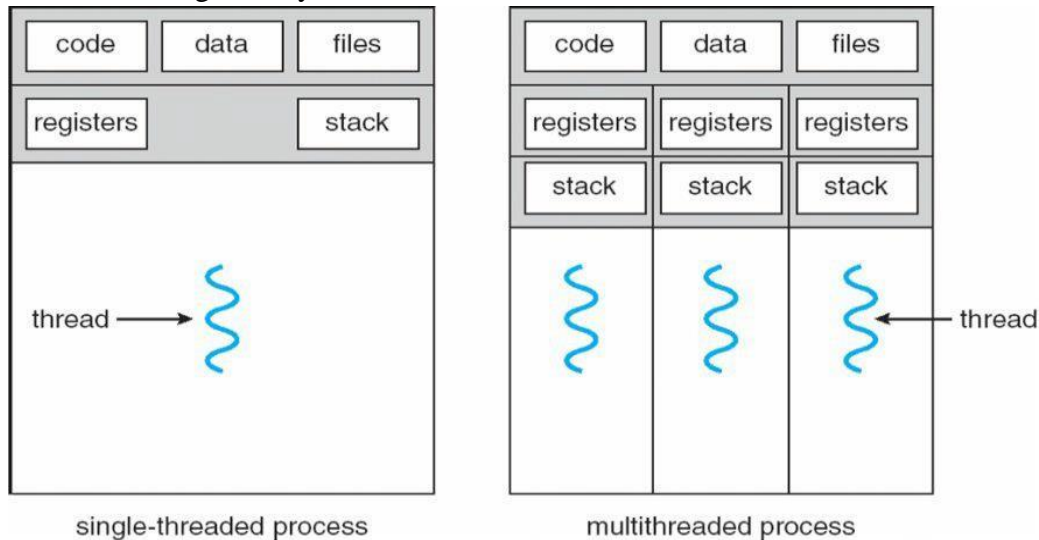 code data files code data files
registers stack registers registers registers
stack stack stack
thread thread
single-threaded process multithreaded process